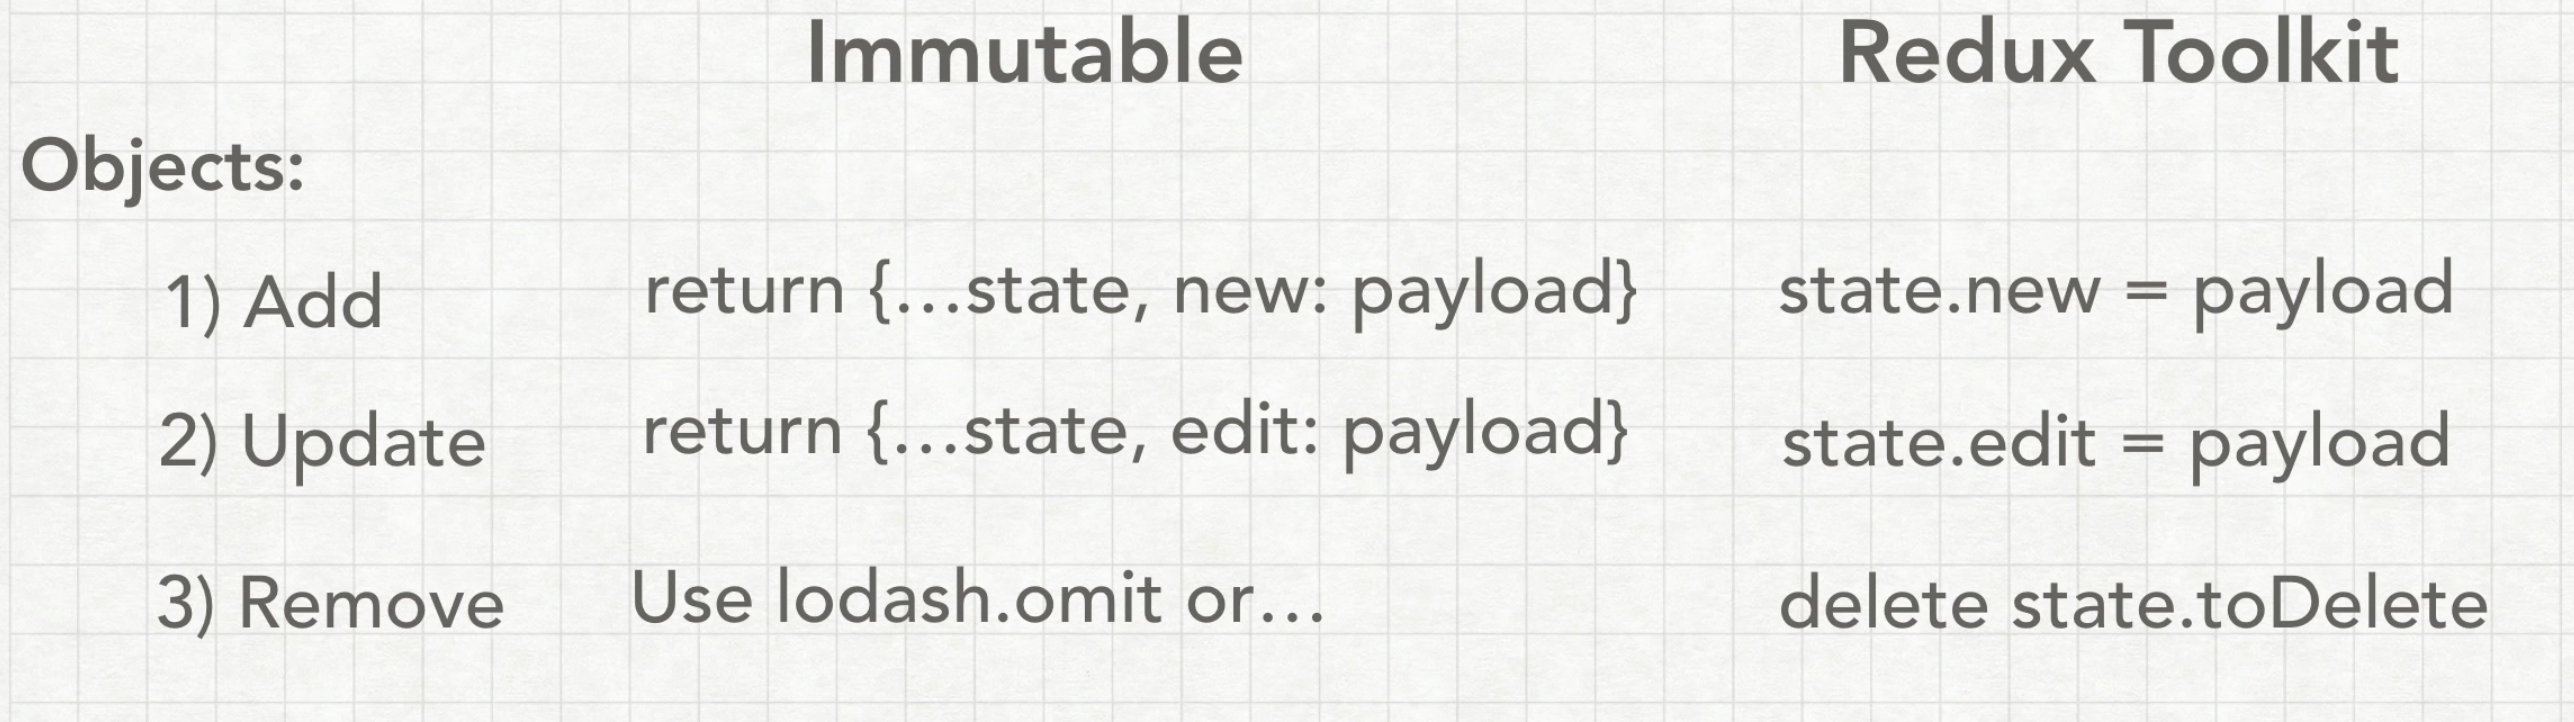 Immutable Redux Toolkit
Objects:
1) Add return {…state, new: payload} state.new = payload
2) Update return {…state, edit: payload} state.edit = payload
3) Remove Use lodash.omit or… delete state.toDelete